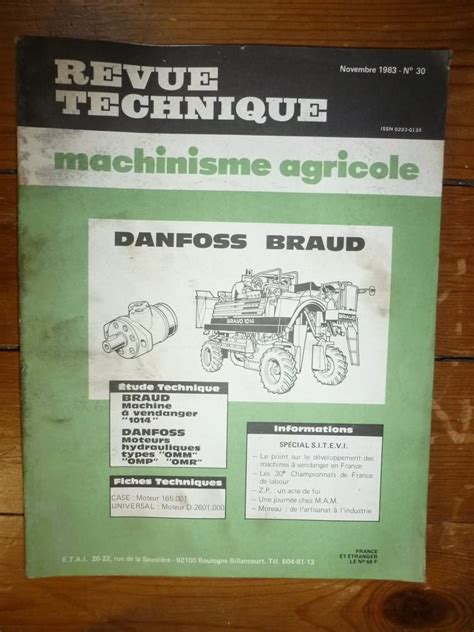 REVUE
TECHNIQUE
Novembre 1983 - N° 30
ISSN 0223-0135
machinisme agricole
DANFOSS BRAUD
BRAUD 1014
BRAUD
Étude Technique
BRAUD
Machine
à vendanger
"1014"
DANFOSS
Moteurs
hydrauliques
types "OMM"
"OMP" "OMR"
Fiches Techniques
CASE : Moteur 165.001
UNIVERSAL : Moteur D-2601.000
Informations
SPÉCIAL S.I.T.E.V.I.
— Le point sur le développement des
machines à vendanger en France
— Les 30e Championnats de France
de labour
— Z.P. : un acte de foi
— Une journée chez M.A.M.
— Moreau : de l'artisanat à l'industrie
E.T.A.I. 20-22, rue de la Saussière - 92100 Boulogne Billancourt. Tél. 604-81-13
FRANCE
ET ÉTRANGER
LE N° 60 F